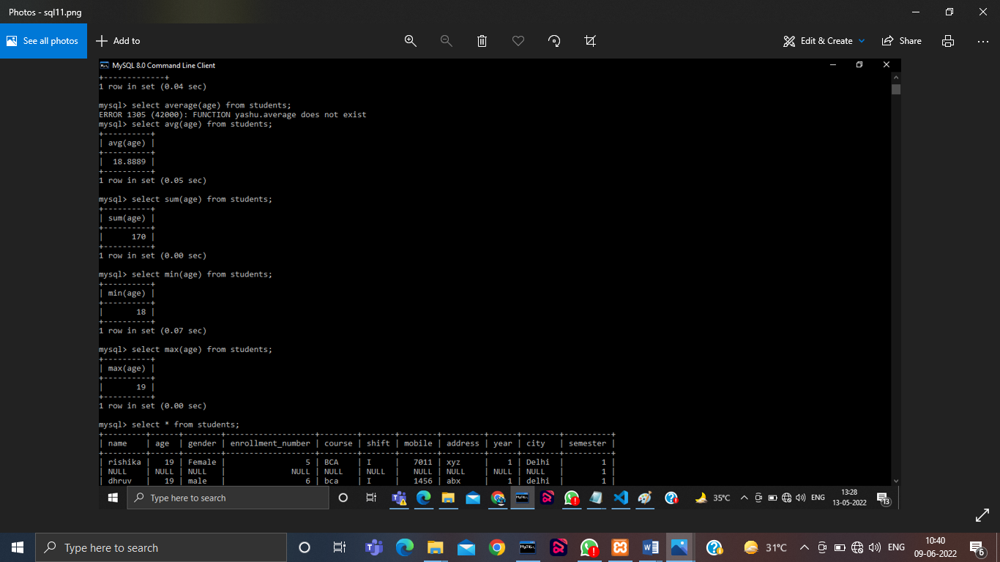 Photos - sql11.png
See all photos
Add to
Edit & Create
Share
MySQL 8.0 Command Line Client
+-------------+
1 row in set (0.04 sec)
mysql> select average(age) from students;
ERROR 1305 (42000): FUNCTION yashu.average does not exist
mysql> select avg(age) from students;
+----------+
| avg(age) |
+----------+
|  18.8889 |
+----------+
1 row in set (0.05 sec)
mysql> select sum(age) from students;
+----------+
| sum(age) |
+----------+
|      170 |
+----------+
1 row in set (0.00 sec)
mysql> select min(age) from students;
+----------+
| min(age) |
+----------+
|       18 |
+----------+
1 row in set (0.07 sec)
mysql> select max(age) from students;
+----------+
| max(age) |
+----------+
|       19 |
+----------+
1 row in set (0.00 sec)
mysql> select * from students;
+---------+------+--------+-------------------+--------+-------+--------+---------+------+--------+----------+
| name    | age  | gender | enrollment_number | course | shift | mobile | address | year | city   | semester |
+---------+------+--------+-------------------+--------+-------+--------+---------+------+--------+----------+
| rishika |   19 | Female |                 5 | BCA    | I     |   7011 | xyz     |    1 | Delhi  |        1 |
| NULL    | NULL | NULL   |              NULL | NULL   | NULL  |   NULL | NULL    | NULL | NULL   |        1 |
| dhruv   |   19 | male   |                 6 | bca    | I     |   1456 | abx     |    1 | delhi  |        1 |
Type here to search
35°C
ENG
13:28
13-05-2022
13
Type here to search
31°C
ENG
10:40
09-06-2022
6